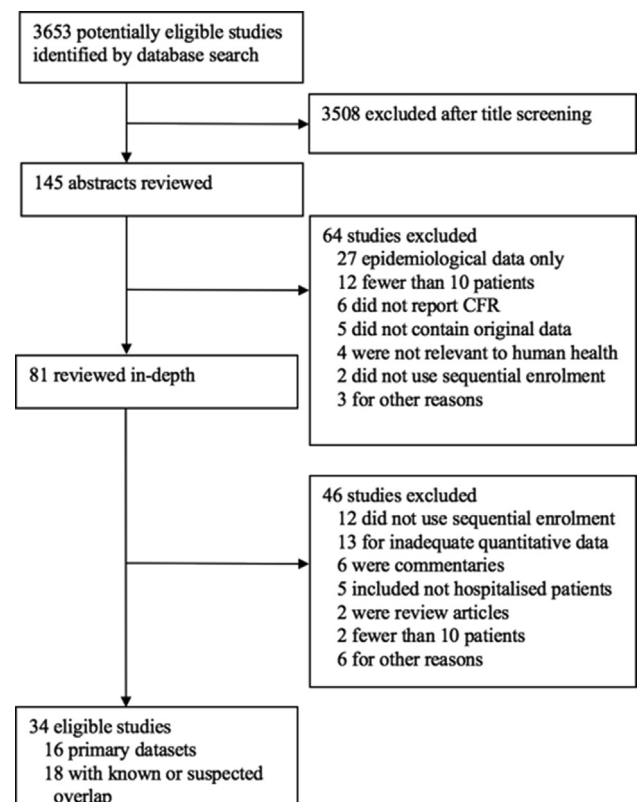 3653 potentially eligible studies
identified by database search
3508 excluded after title screening
145 abstracts reviewed
64 studies excluded
27 epidemiological data only
12 fewer than 10 patients
6 did not report CFR
5 did not contain original data
4 were not relevant to human health
2 did not use sequential enrolment
3 for other reasons
81 reviewed in-depth
46 studies excluded
12 did not use sequential enrolment
13 for inadequate quantitative data
6 were commentaries
5 included not hospitalised patients
2 were review articles
2 fewer than 10 patients
6 for other reasons
34 eligible studies
16 primary datasets
18 with known or suspected
overlap